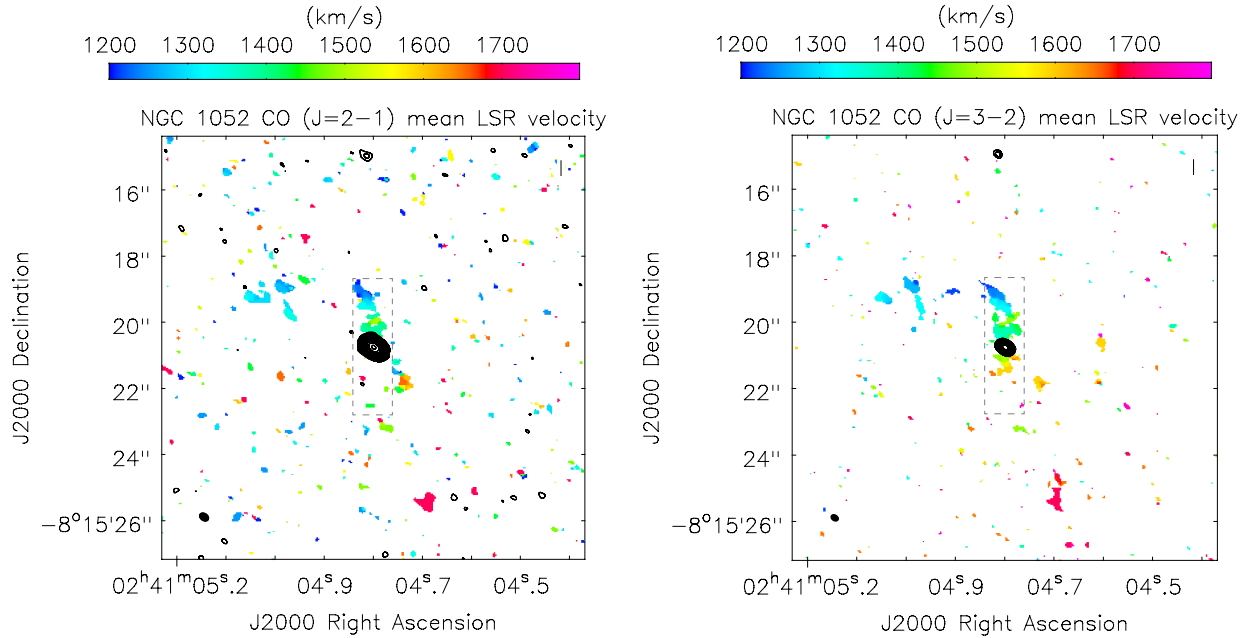 (km/s)
1200 1300 1400 1500 1600 1700
NGC 1052 CO (J=2−1) mean LSR velocity
16''
18''
20''
22''
24''
−8°15'26''
J2000 Declination
02ʰ41ᵐ05ˢ.2 04ˢ.9 04ˢ.7 04ˢ.5
J2000 Right Ascension
(km/s)
1200 1300 1400 1500 1600 1700
NGC 1052 CO (J=3−2) mean LSR velocity
16''
18''
20''
22''
24''
−8°15'26''
J2000 Declination
02ʰ41ᵐ05ˢ.2 04ˢ.9 04ˢ.7 04ˢ.5
J2000 Right Ascension